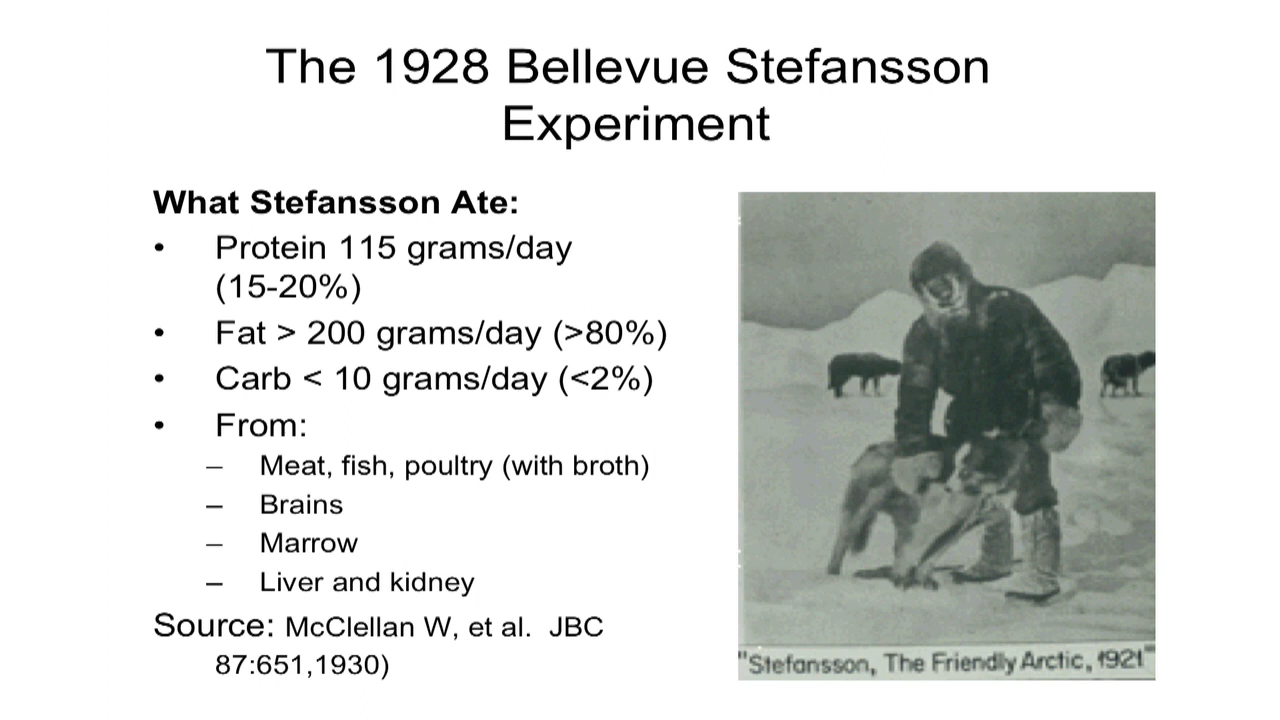 The 1928 Bellevue Stefansson
Experiment
What Stefansson Ate:
• Protein 115 grams/day
(15-20%)
• Fat > 200 grams/day (>80%)
• Carb < 10 grams/day (<2%)
• From:
– Meat, fish, poultry (with broth)
– Brains
– Marrow
– Liver and kidney
Source: McClellan W, et al. JBC
87:651,1930)
"Stefansson, The Friendly Arctic, 1921"